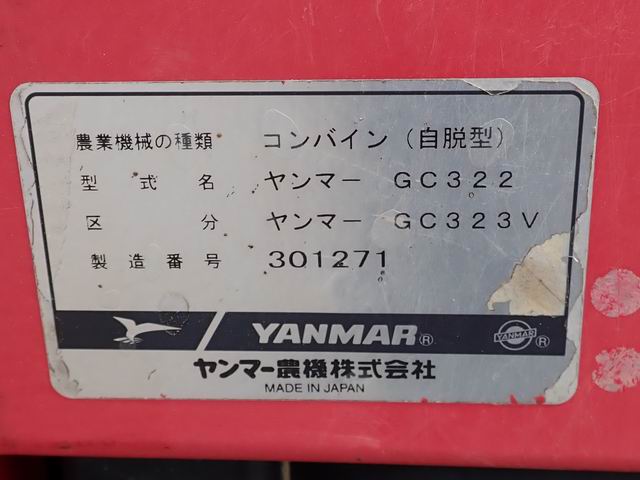 農業機械の種類 コンバイン（自脱型）
型式名 ヤンマー GC322
区分 ヤンマー GC323V
製造番号 301271
YANMAR® YANMAR®
ヤンマー農機株式会社
MADE IN JAPAN